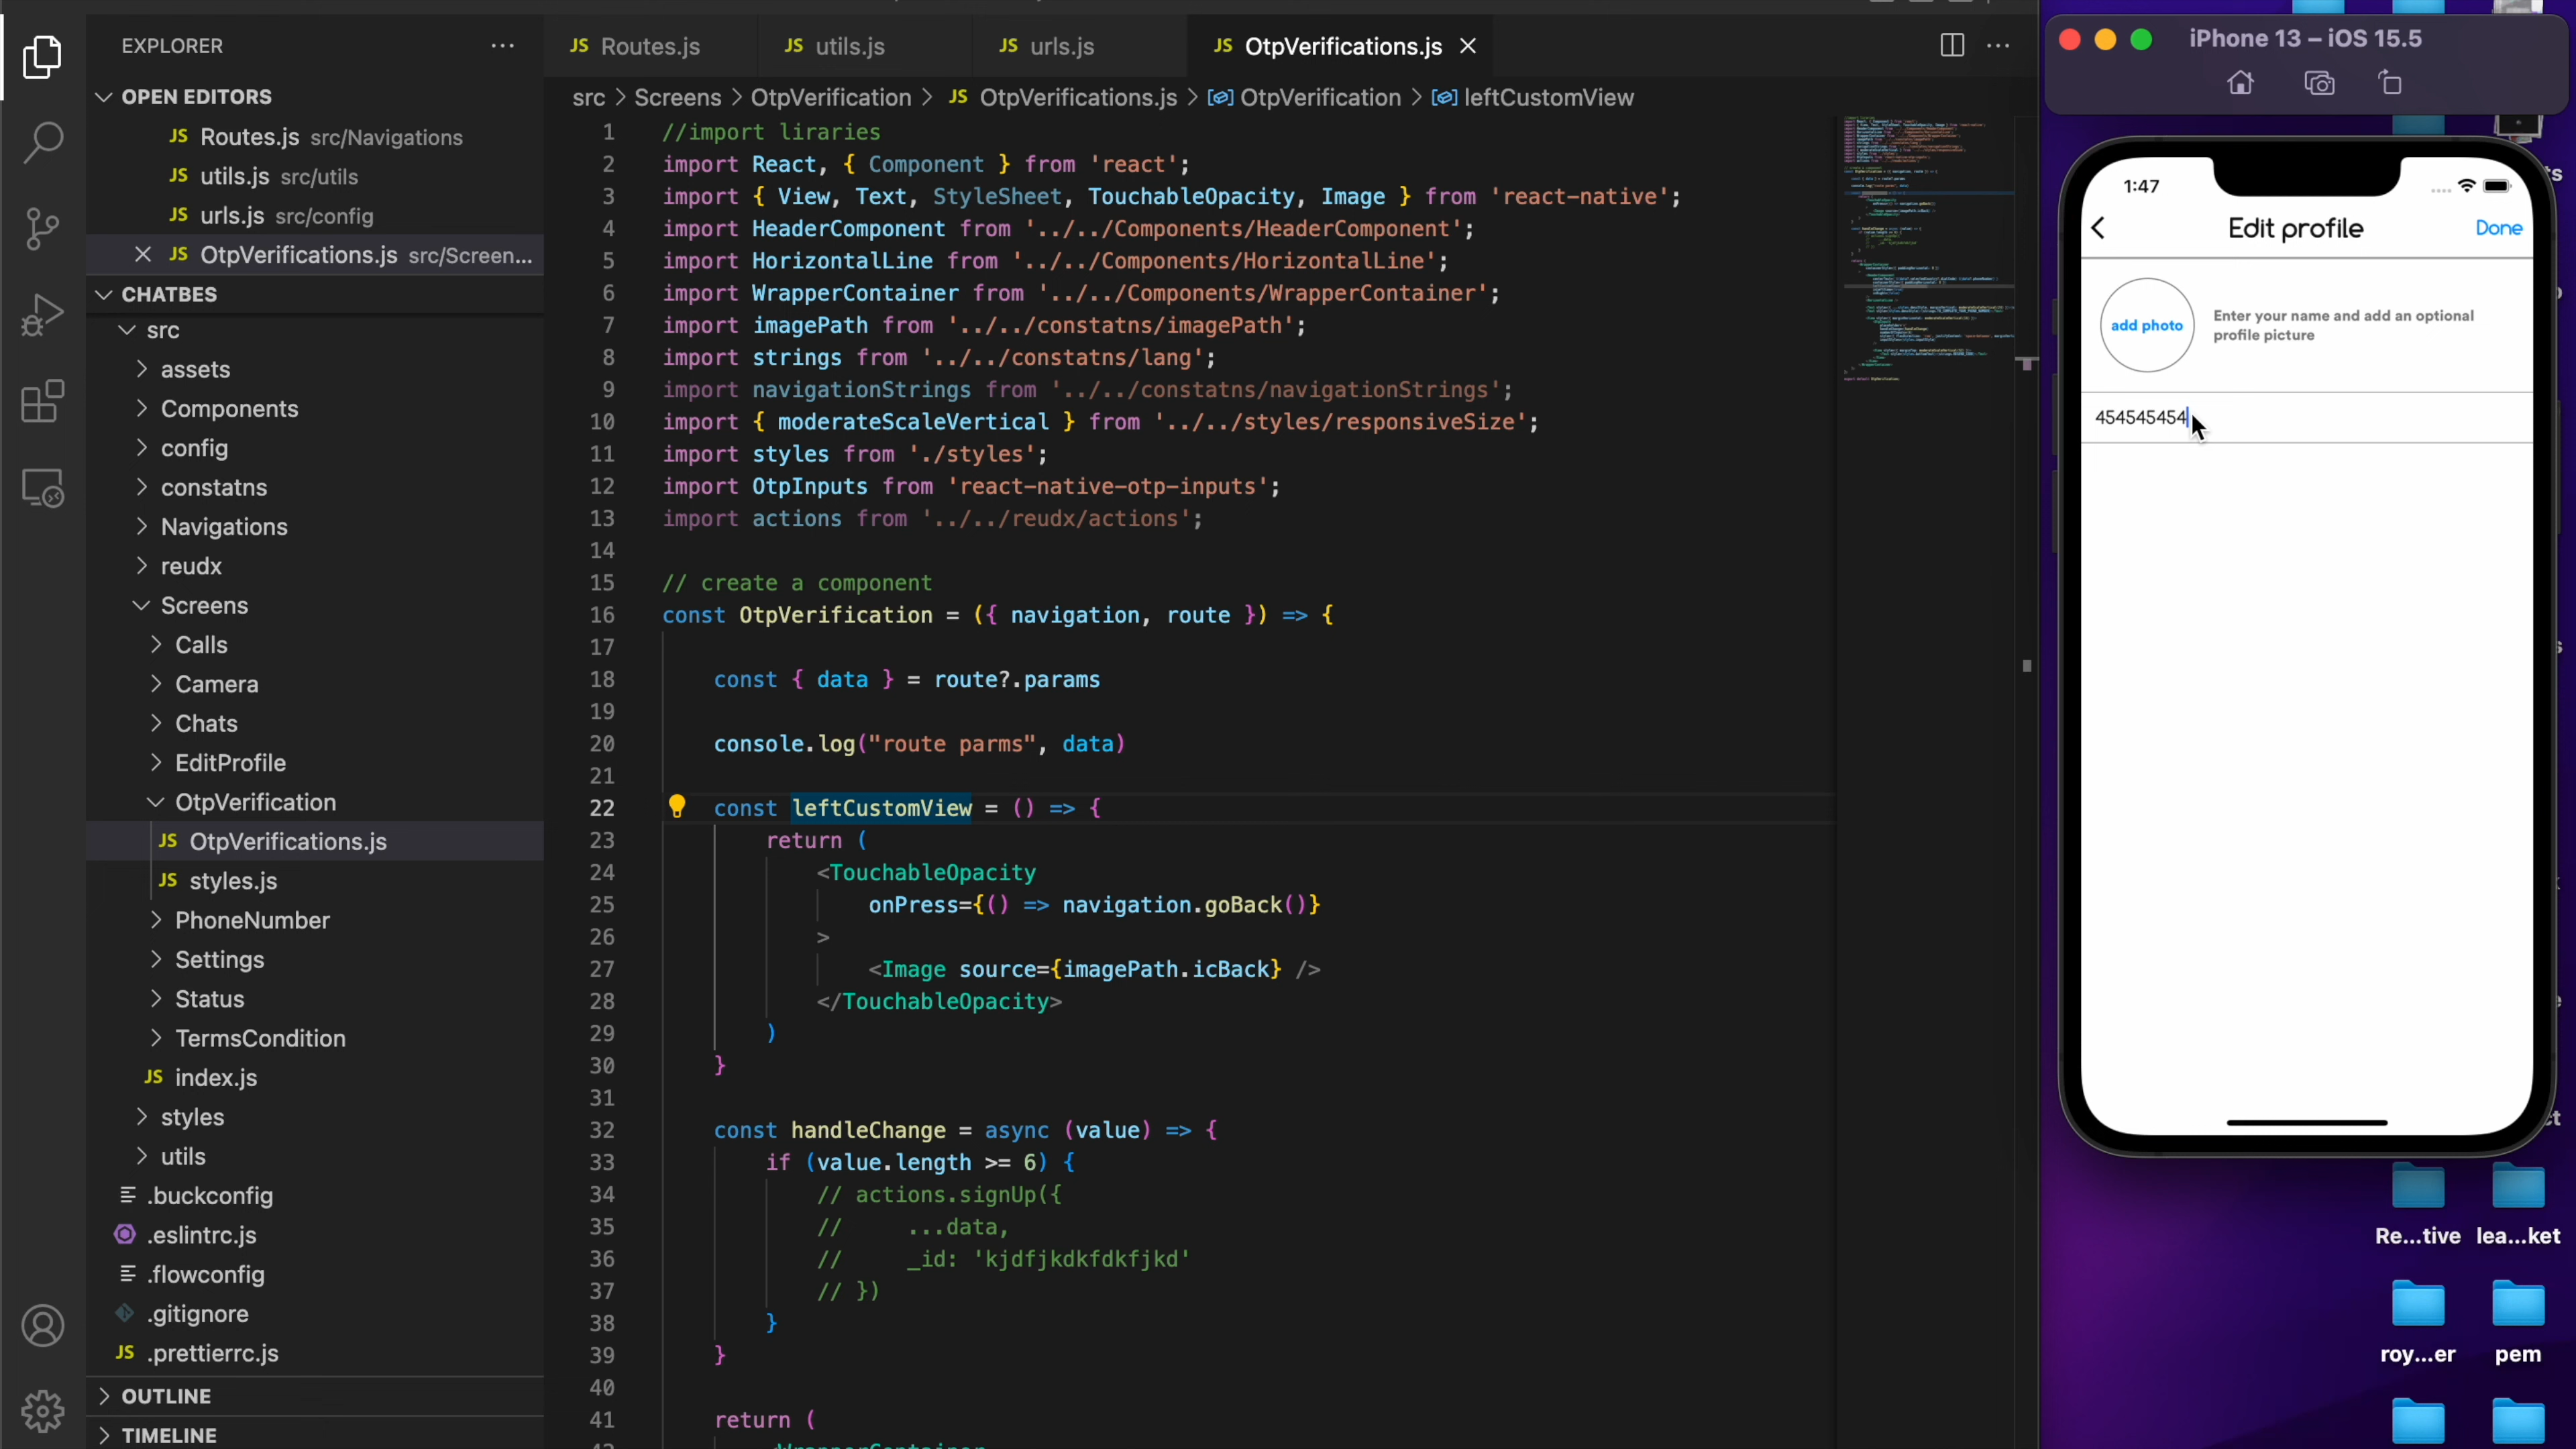 EXPLORER
OPEN EDITORS
JS Routes.js src/Navigations
JS utils.js src/utils
JS urls.js src/config
JS OtpVerifications.js src/Screen...
CHATBES
src
assets
Components
config
constatns
Navigations
reudx
Screens
Calls
Camera
Chats
EditProfile
OtpVerification
JS OtpVerifications.js
JS styles.js
PhoneNumber
Settings
Status
TermsCondition
JS index.js
styles
utils
.buckconfig
.eslintrc.js
.flowconfig
.gitignore
JS .prettierrc.js
OUTLINE
TIMELINE
JS Routes.js JS utils.js JS urls.js JS OtpVerifications.js
src > Screens > OtpVerification > JS OtpVerifications.js > OtpVerification > leftCustomView
1 //import liraries
2 import React, { Component } from 'react';
3 import { View, Text, StyleSheet, TouchableOpacity, Image } from 'react-native';
4 import HeaderComponent from '../../Components/HeaderComponent';
5 import HorizontalLine from '../../Components/HorizontalLine';
6 import WrapperContainer from '../../Components/WrapperContainer';
7 import imagePath from '../../constatns/imagePath';
8 import strings from '../../constatns/lang';
9 import navigationStrings from '../../constatns/navigationStrings';
10 import { moderateScaleVertical } from '../../styles/responsiveSize';
11 import styles from './styles';
12 import OtpInputs from 'react-native-otp-inputs';
13 import actions from '../../reudx/actions';
14
15 // create a component
16 const OtpVerification = ({ navigation, route }) => {
17
18 const { data } = route?.params
19
20 console.log("route parms", data)
21
22 const leftCustomView = () => {
23 return (
24 <TouchableOpacity
25 onPress={() => navigation.goBack()}
26 >
27 <Image source={imagePath.icBack} />
28 </TouchableOpacity>
29 )
30 }
31
32 const handleChange = async (value) => {
33 if (value.length >= 6) {
34 // actions.signUp({
35 // ...data,
36 // _id: 'kjdfjkdkfdkfjkd'
37 // })
38 }
39 }
40
41 return (
iPhone 13 – iOS 15.5
1:47
Edit profile
Done
add photo
Enter your name and add an optional
profile picture
454545454
Re...tive lea...ket
roy...er pem